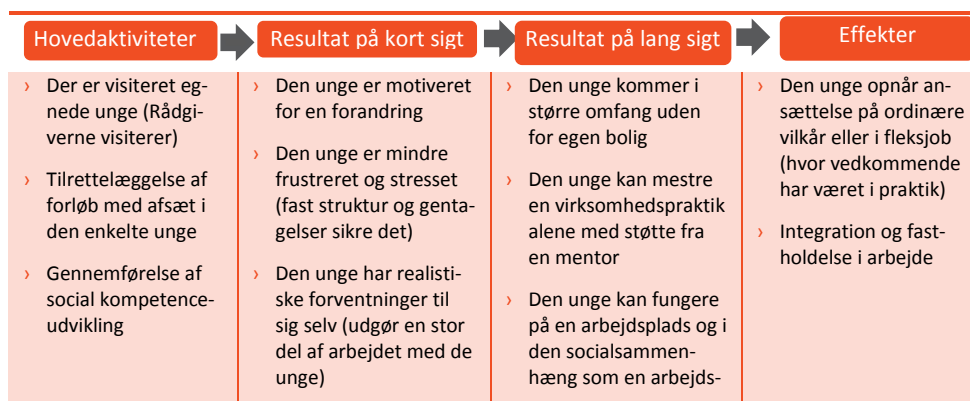 Hovedaktiviteter
Resultat på kort sigt
Resultat på lang sigt
Effekter
› Der er visiteret eg-
nede unge (Rådgi-
verne visiterer)
› Tilrettelæggelse af
forløb med afsæt i
den enkelte unge
› Gennemførelse af
social kompetence-
udvikling
› Den unge er motiveret
for en forandring
› Den unge er mindre
frustreret og stresset
(fast struktur og genta-
gelser sikre det)
› Den unge har realisti-
ske forventninger til
sig selv (udgør en stor
del af arbejdet med de
unge)
› Den unge kommer i
større omfang uden
for egen bolig
› Den unge kan mestre
en virksomhedspraktik
alene med støtte fra
en mentor
› Den unge kan fungere
på en arbejdsplads og i
den socialsammen-
hæng som en arbejds-
› Den unge opnår an-
sættelse på ordinære
vilkår eller i fleksjob
(hvor vedkommende
har været i praktik)
› Integration og fast-
holdelse i arbejde